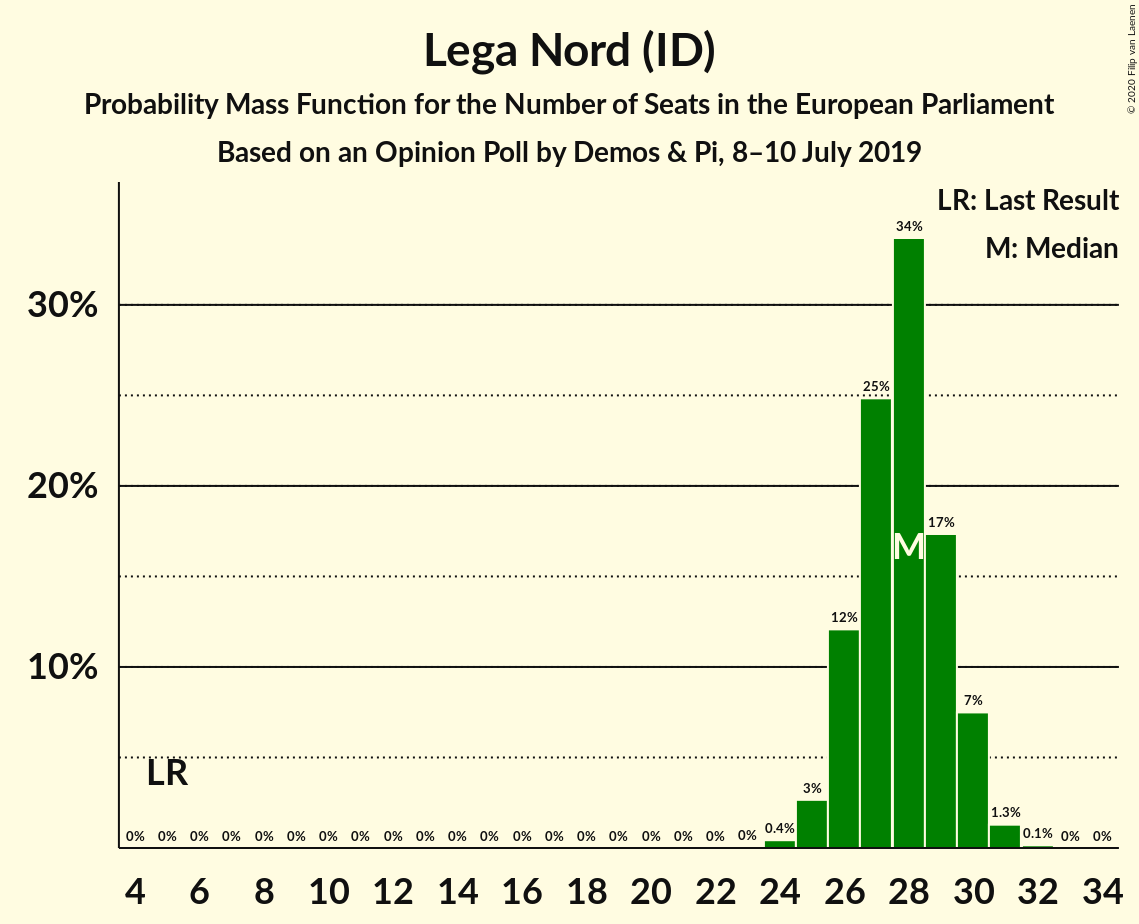 Lega Nord (ID)
Probability Mass Function for the Number of Seats in the European Parliament
Based on an Opinion Poll by Demos & Pi, 8–10 July 2019
© 2020 Filip van Laenen
LR: Last Result
M: Median
30%
20%
10%
34%
25%
17%
M
12%
7%
LR
3%
1.3%
0% 0% 0% 0% 0% 0% 0% 0% 0% 0% 0% 0% 0% 0% 0% 0% 0% 0% 0% 0% 0.4% 0.1% 0% 0%
4 6 8 10 12 14 16 18 20 22 24 26 28 30 32 34